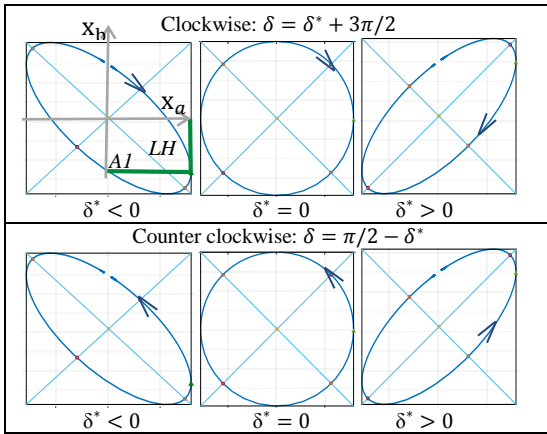 Clockwise: δ = δ* + 3π/2
x_b
x_a
LH
A1
δ* < 0
δ* = 0
δ* > 0
Counter clockwise: δ = π/2 − δ*
δ* < 0
δ* = 0
δ* > 0